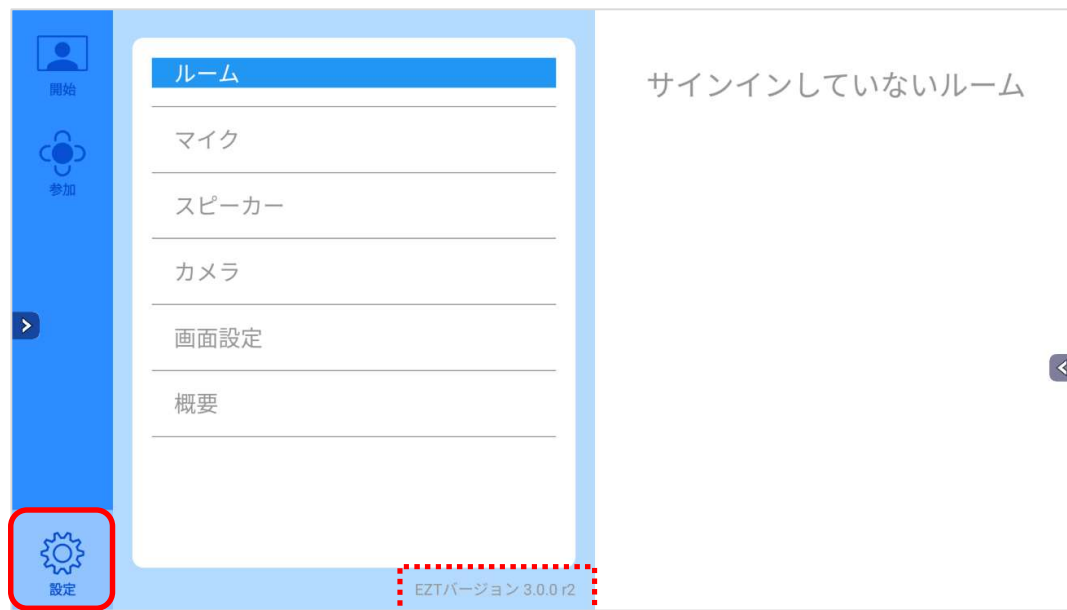 開始
参加
設定
ルーム
マイク
スピーカー
カメラ
画面設定
概要
EZTバージョン 3.0.0 r2
サインインしていないルーム